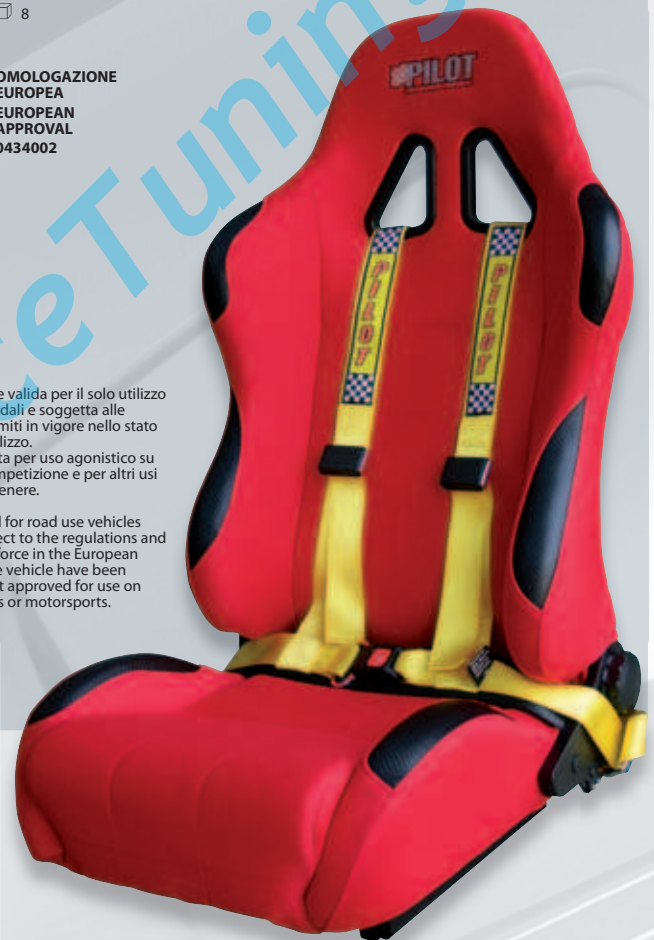 8
OMOLOGAZIONE
EUROPEA
EUROPEAN
APPROVAL
0434002
eTuning
PILOT
PILOT
PILOT
e valida per il solo utilizzo
dali e soggetta alle
miti in vigore nello stato
lizzo.
ta per uso agonistico su
mpetizione e per altri usi
enere.
d for road use vehicles
ect to the regulations and
force in the European
e vehicle have been
t approved for use on
s or motorsports.